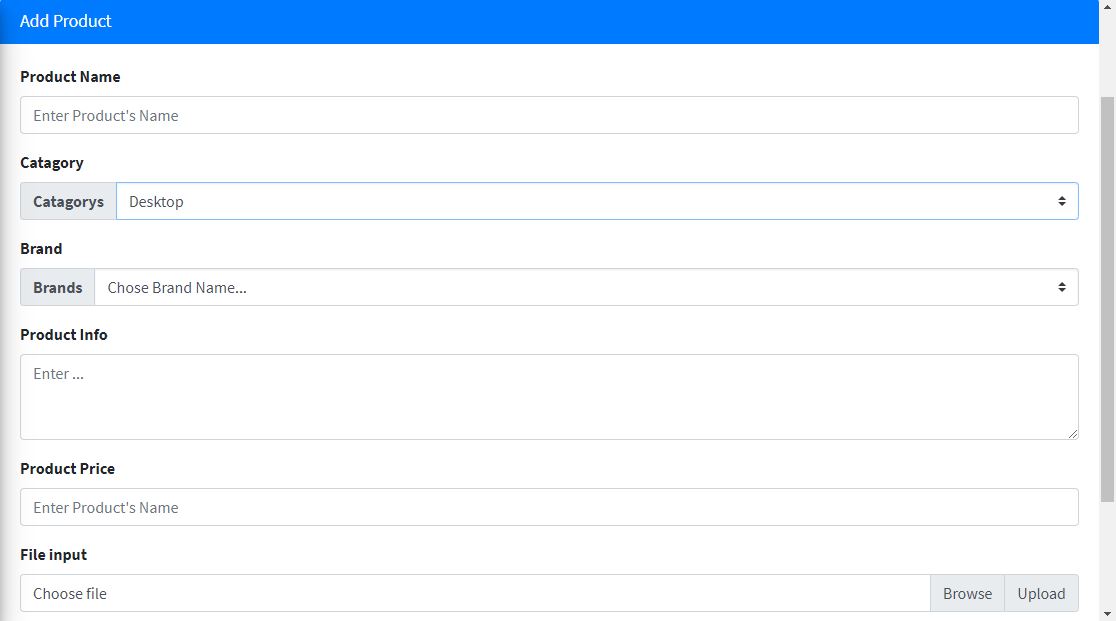 Add Product
Product Name
Enter Product's Name
Catagory
Catagorys Desktop
Brand
Brands Chose Brand Name...
Product Info
Enter ...
Product Price
Enter Product's Name
File input
Choose file Browse Upload